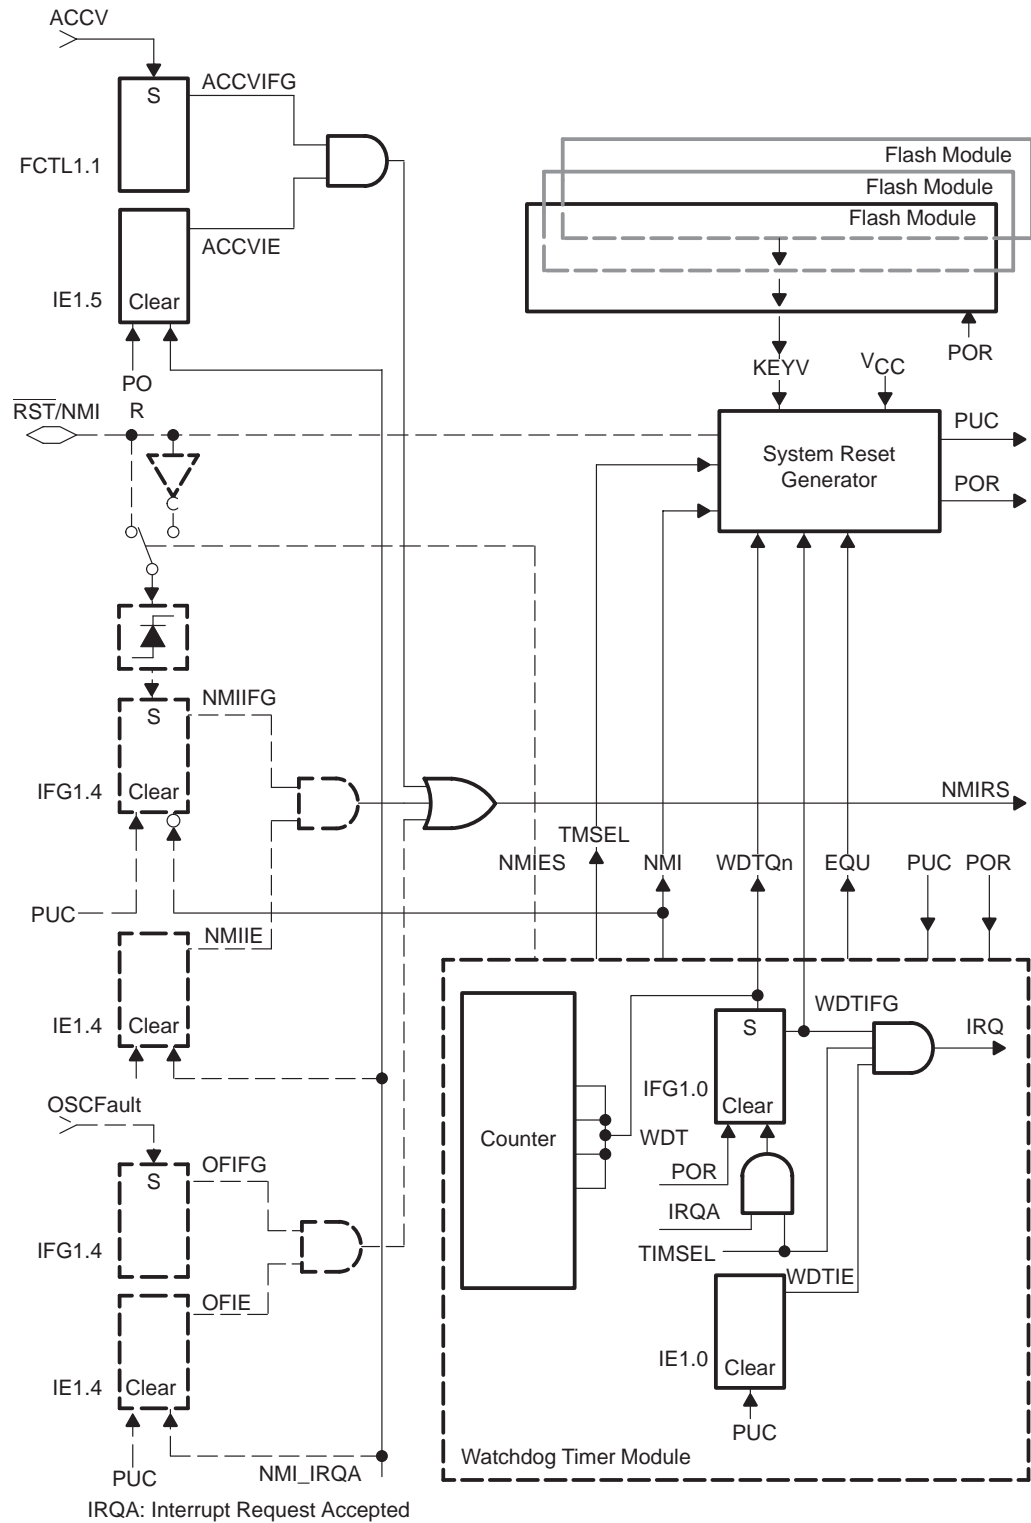 ACCV
S
ACCVIFG
FCTL1.1
ACCVIE
IE1.5
Clear
PO
R
RST/NMI
Flash Module
Flash Module
Flash Module
POR
KEYV
VCC
System Reset
Generator
PUC
POR
S
NMIIFG
IFG1.4
Clear
NMIRS
TMSEL
NMIES
NMI
WDTQn
EQU
PUC
POR
PUC
NMIIE
IE1.4
Clear
OSCFault
S
OFIFG
IFG1.4
OFIE
IE1.4
Clear
PUC
NMI_IRQA
IRQA: Interrupt Request Accepted
Counter
WDT
S
WDTIFG
IRQ
IFG1.0
Clear
POR
IRQA
TIMSEL
WDTIE
IE1.0
Clear
PUC
Watchdog Timer Module